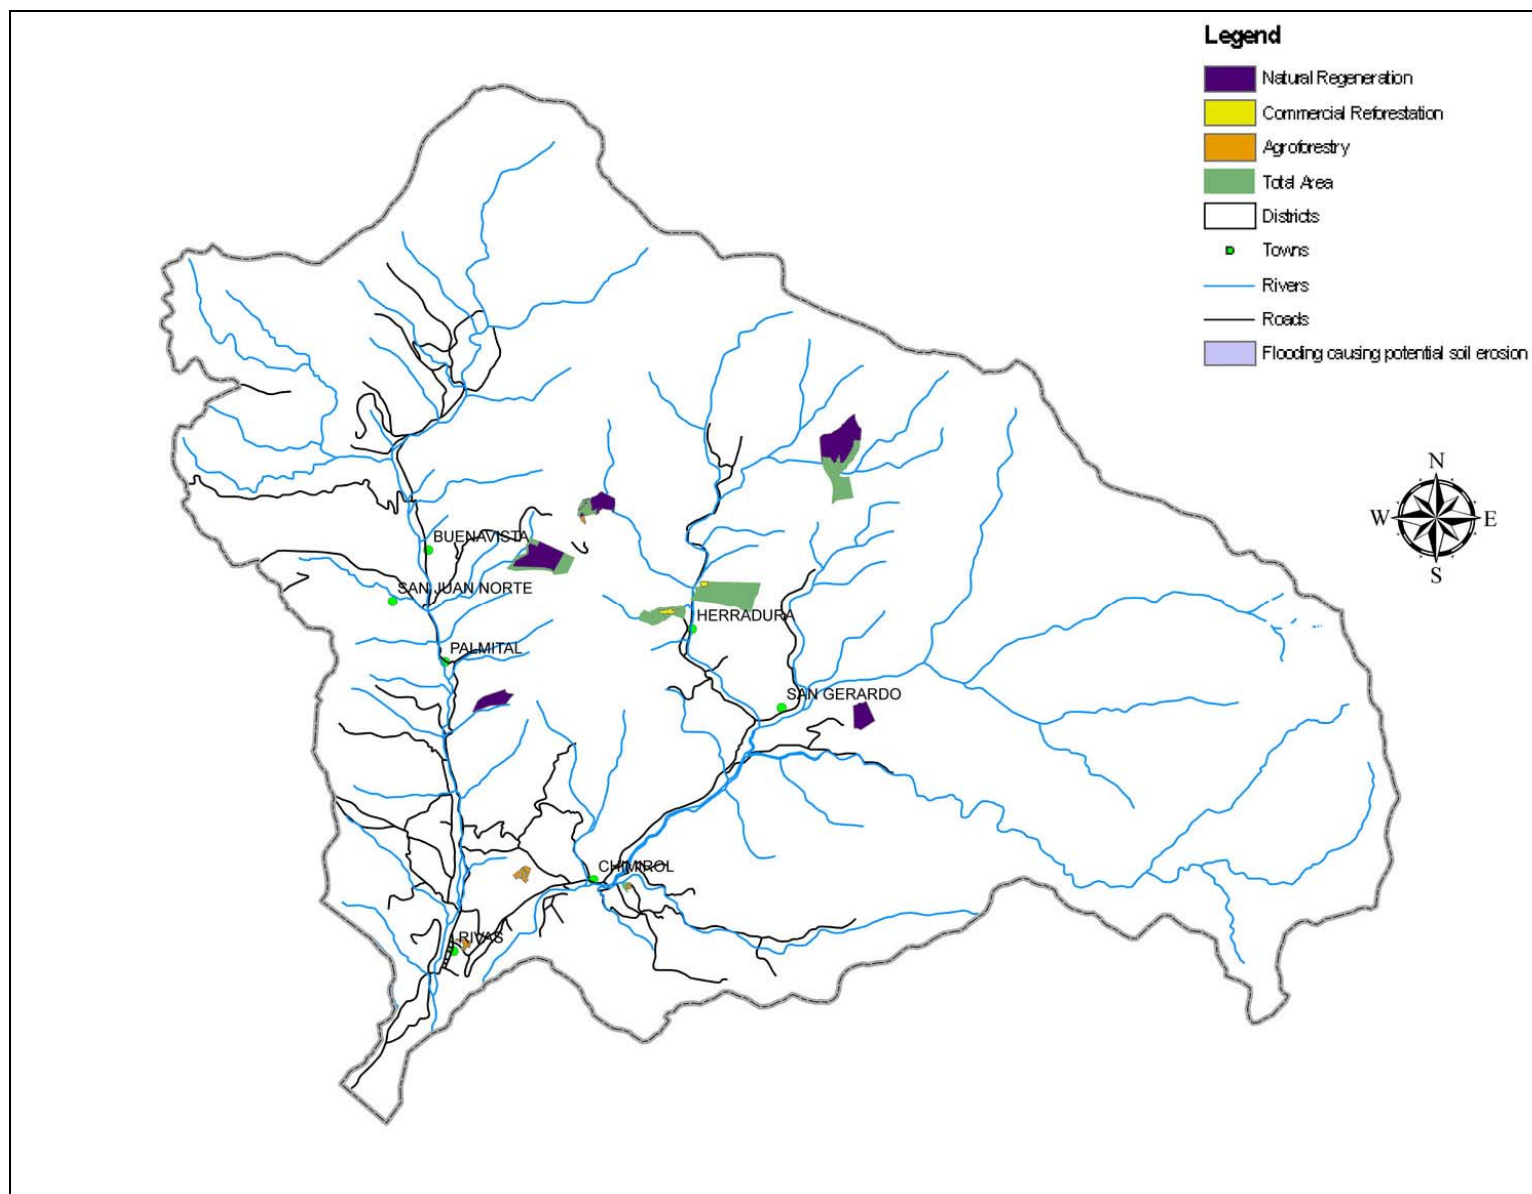 Legend
Natural Regeneration
Commercial Reforestation
Agroforestry
Total Area
Districts
Towns
Rivers
Roads
Flooding causing potential soil erosion
N
W E
S
BUENAVISTA
SAN JUAN NORTE
HERRADURA
PALMITAL
SAN GERARDO
CHIMIROL
RIVAS